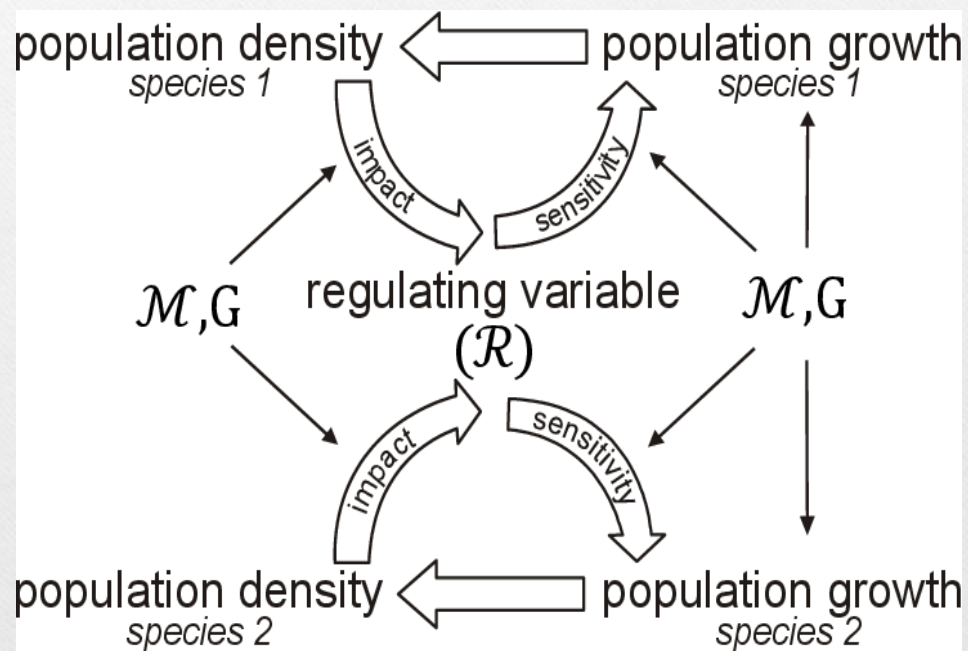 population density population growth
species 1 species 1
impact sensitivity
ℳ,G regulating variable ℳ,G
(ℛ)
impact sensitivity
population density population growth
species 2 species 2